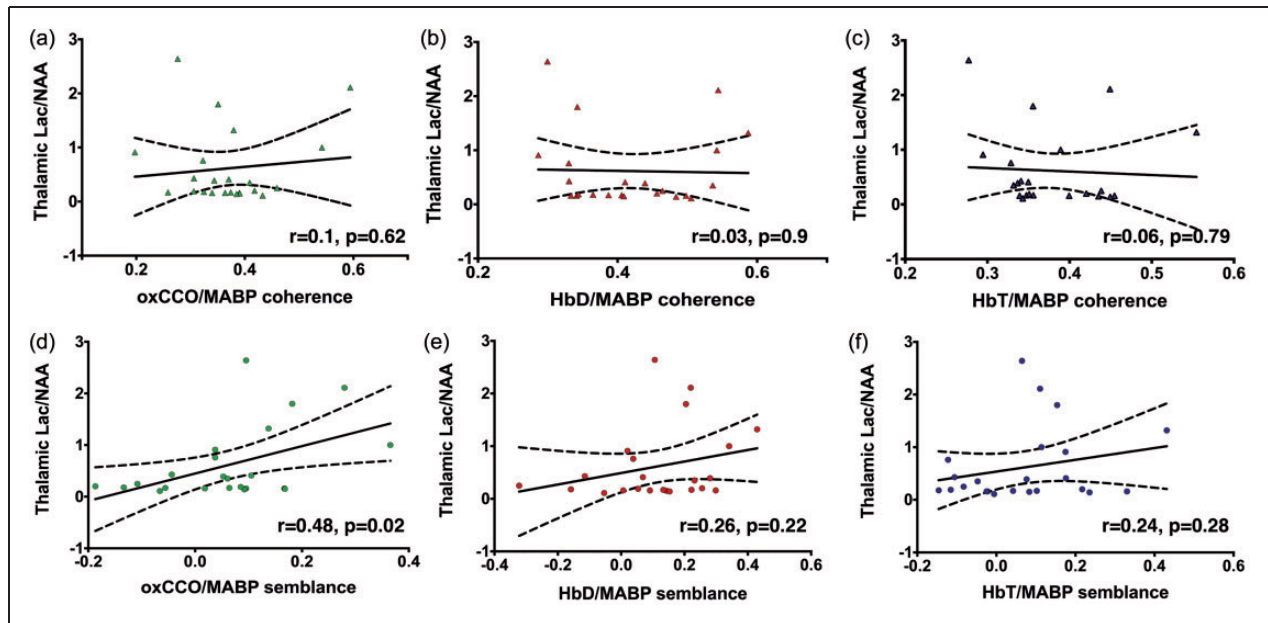 (a)
3
2
1
0
-1
Thalamic Lac/NAA
0.2
0.4
0.6
oxCCO/MABP coherence
r=0.1, p=0.62
(b)
3
2
1
0
-1
Thalamic Lac/NAA
0.2
0.4
0.6
HbD/MABP coherence
r=0.03, p=0.9
(c)
3
2
1
0
-1
Thalamic Lac/NAA
0.2
0.3
0.4
0.5
0.6
HbT/MABP coherence
r=0.06, p=0.79
(d)
3
2
1
0
-1
Thalamic Lac/NAA
-0.2
0.0
0.2
0.4
oxCCO/MABP semblance
r=0.48, p=0.02
(e)
3
2
1
0
-1
Thalamic Lac/NAA
-0.4
-0.2
0.0
0.2
0.4
0.6
HbD/MABP semblance
r=0.26, p=0.22
(f)
3
2
1
0
-1
Thalamic Lac/NAA
-0.2
0.0
0.2
0.4
0.6
HbT/MABP semblance
r=0.24, p=0.28